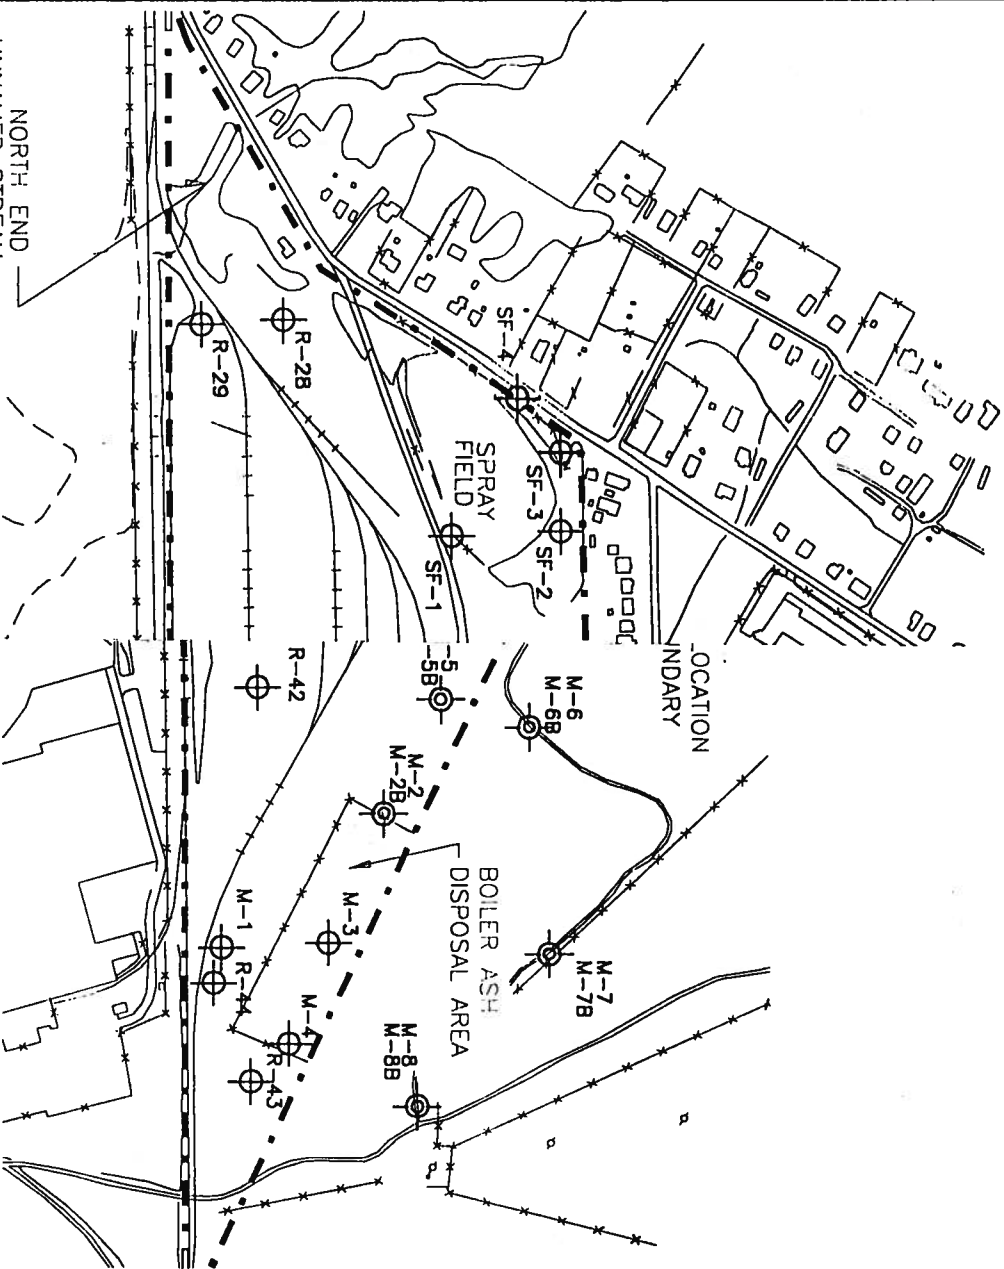 NORTH END
R-29
R-28
SF-4
SPRAY
FIELD
SF-3
SF-2
SF-1
LOCATION
NDARY
R-42
-5
-5B
M-6
M-6B
M-2
M-2B
BOILER ASH
DISPOSAL AREA
M-3
M-1
R-44
M-4
R-43
M-7
M-7B
M-8
M-8B